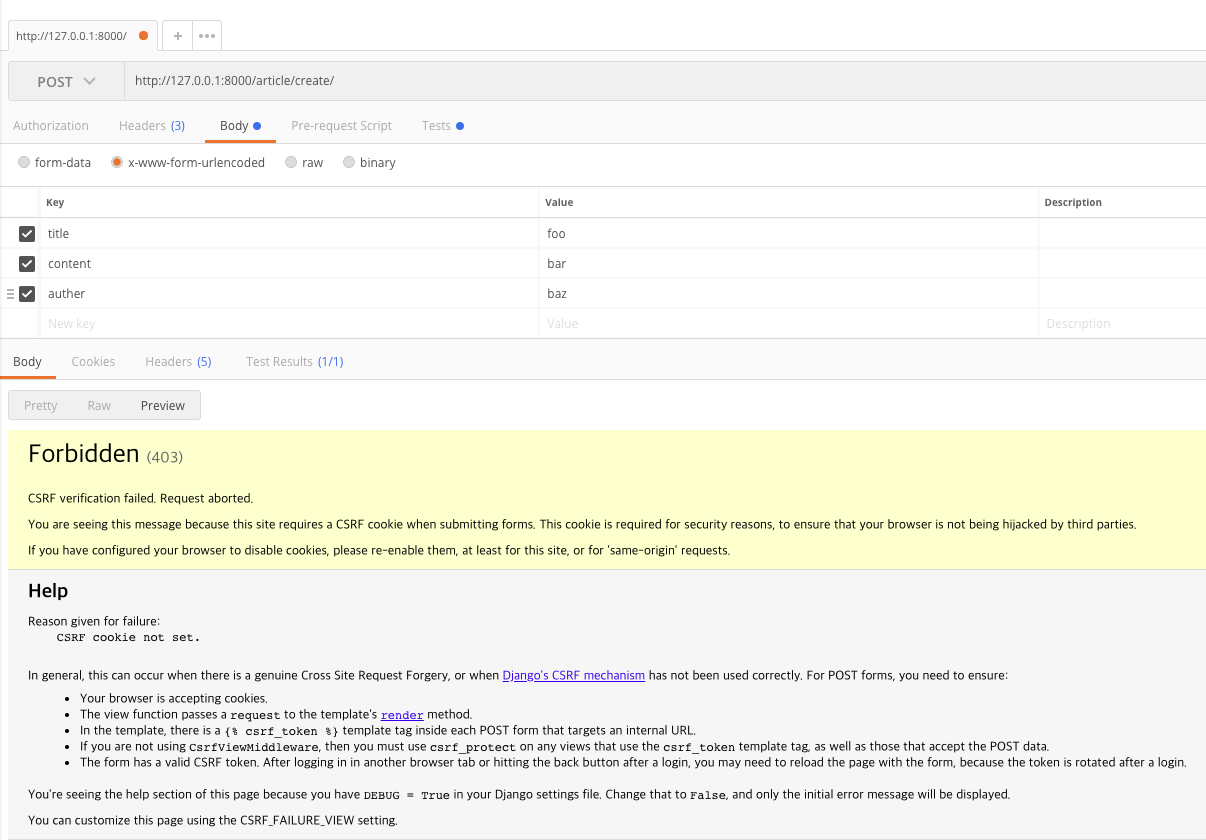 http://127.0.0.1:8000/
POST http://127.0.0.1:8000/article/create/
Authorization Headers (3) Body Pre-request Script Tests
form-data x-www-form-urlencoded raw binary
Key Value Description
title foo
content bar
auther baz
New key Value Description
Body Cookies Headers (5) Test Results (1/1)
Pretty Raw Preview
Forbidden (403)
CSRF verification failed. Request aborted.
You are seeing this message because this site requires a CSRF cookie when submitting forms. This cookie is required for security reasons, to ensure that your browser is not being hijacked by third parties.
If you have configured your browser to disable cookies, please re-enable them, at least for this site, or for 'same-origin' requests.
Help
Reason given for failure:
CSRF cookie not set.
In general, this can occur when there is a genuine Cross Site Request Forgery, or when Django's CSRF mechanism has not been used correctly. For POST forms, you need to ensure:
• Your browser is accepting cookies.
• The view function passes a request to the template's render method.
• In the template, there is a {% csrf_token %} template tag inside each POST form that targets an internal URL.
• If you are not using CsrfViewMiddleware, then you must use csrf_protect on any views that use the csrf_token template tag, as well as those that accept the POST data.
• The form has a valid CSRF token. After logging in in another browser tab or hitting the back button after a login, you may need to reload the page with the form, because the token is rotated after a login.
You're seeing the help section of this page because you have DEBUG = True in your Django settings file. Change that to False, and only the initial error message will be displayed.
You can customize this page using the CSRF_FAILURE_VIEW setting.